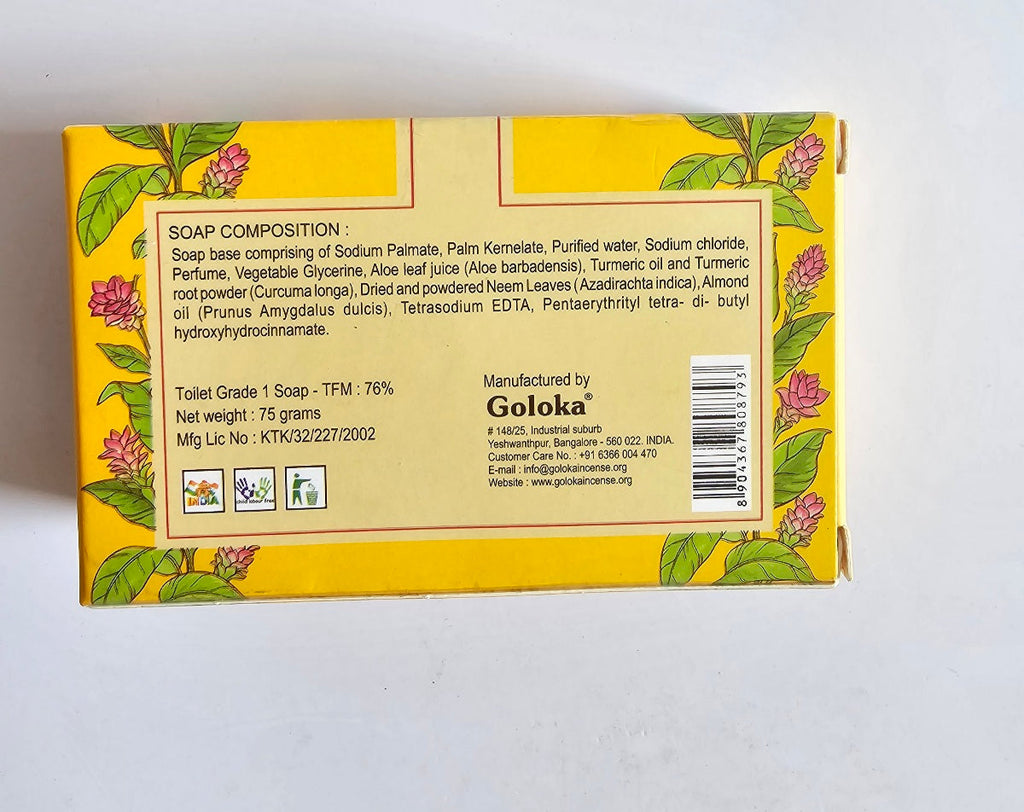 SOAP COMPOSITION :
Soap base comprising of Sodium Palmate, Palm Kernelate, Purified water, Sodium chloride,
Perfume, Vegetable Glycerine, Aloe leaf juice (Aloe barbadensis), Turmeric oil and Turmeric
root powder (Curcuma longa), Dried and powdered Neem Leaves (Azadirachta indica), Almond
oil (Prunus Amygdalus dulcis), Tetrasodium EDTA, Pentaerythrityl tetra- di- butyl
hydroxyhydrocinnamate.
Toilet Grade 1 Soap - TFM : 76%
Net weight : 75 grams
Mfg Lic No : KTK/32/227/2002
INDIA
child labour free
Manufactured by
Goloka®
# 148/25, Industrial suburb
Yeshwanthpur, Bangalore - 560 022. INDIA.
Customer Care No. : +91 6366 004 470
E-mail : info@golokaincense.org
Website : www.golokaincense.org
8 904367 808793